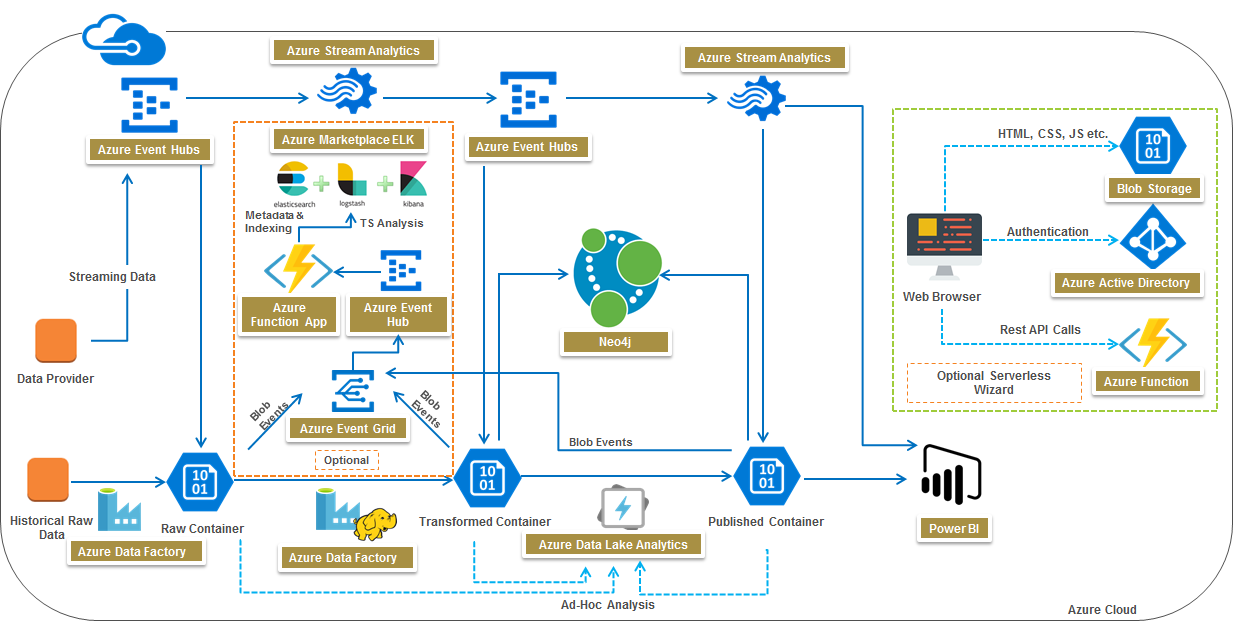 Azure Stream Analytics
Azure Stream Analytics
Azure Event Hubs
Azure Marketplace ELK
Azure Event Hubs
elasticsearch
logstash
kibana
Metadata &
Indexing
TS Analysis
Streaming Data
Azure
Function App
Azure Event
Hub
Neo4j
Data Provider
Blob
Events
Blob
Events
Azure Event Grid
Optional
Blob Events
HTML, CSS, JS etc.
10
01
Blob Storage
Authentication
Azure Active Directory
Web Browser
Rest API Calls
Optional Serverless
Wizard
Azure Function
10
01
10
01
10
01
Historical Raw
Data
Raw Container
Transformed Container
Published Container
Azure Data Factory
Azure Data Factory
Azure Data Lake Analytics
Power BI
Ad-Hoc Analysis
Azure Cloud